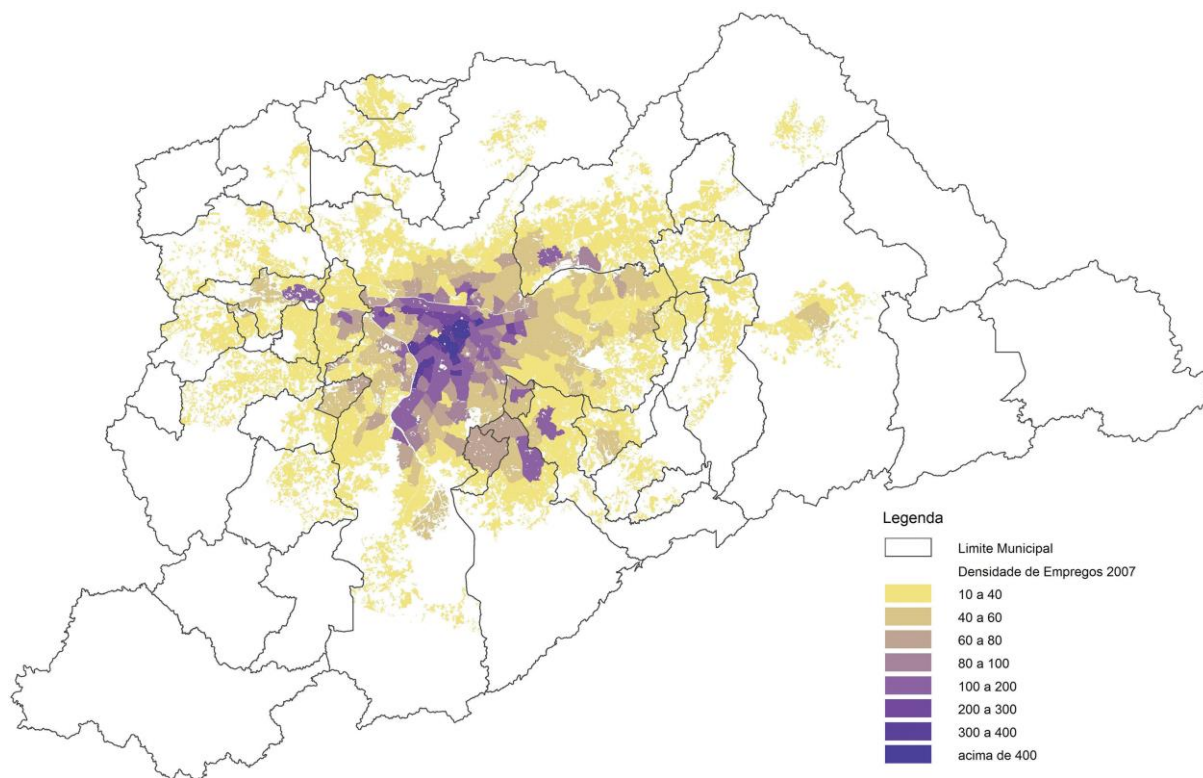 Legenda
Limite Municipal
Densidade de Empregos 2007
10 a 40
40 a 60
60 a 80
80 a 100
100 a 200
200 a 300
300 a 400
acima de 400